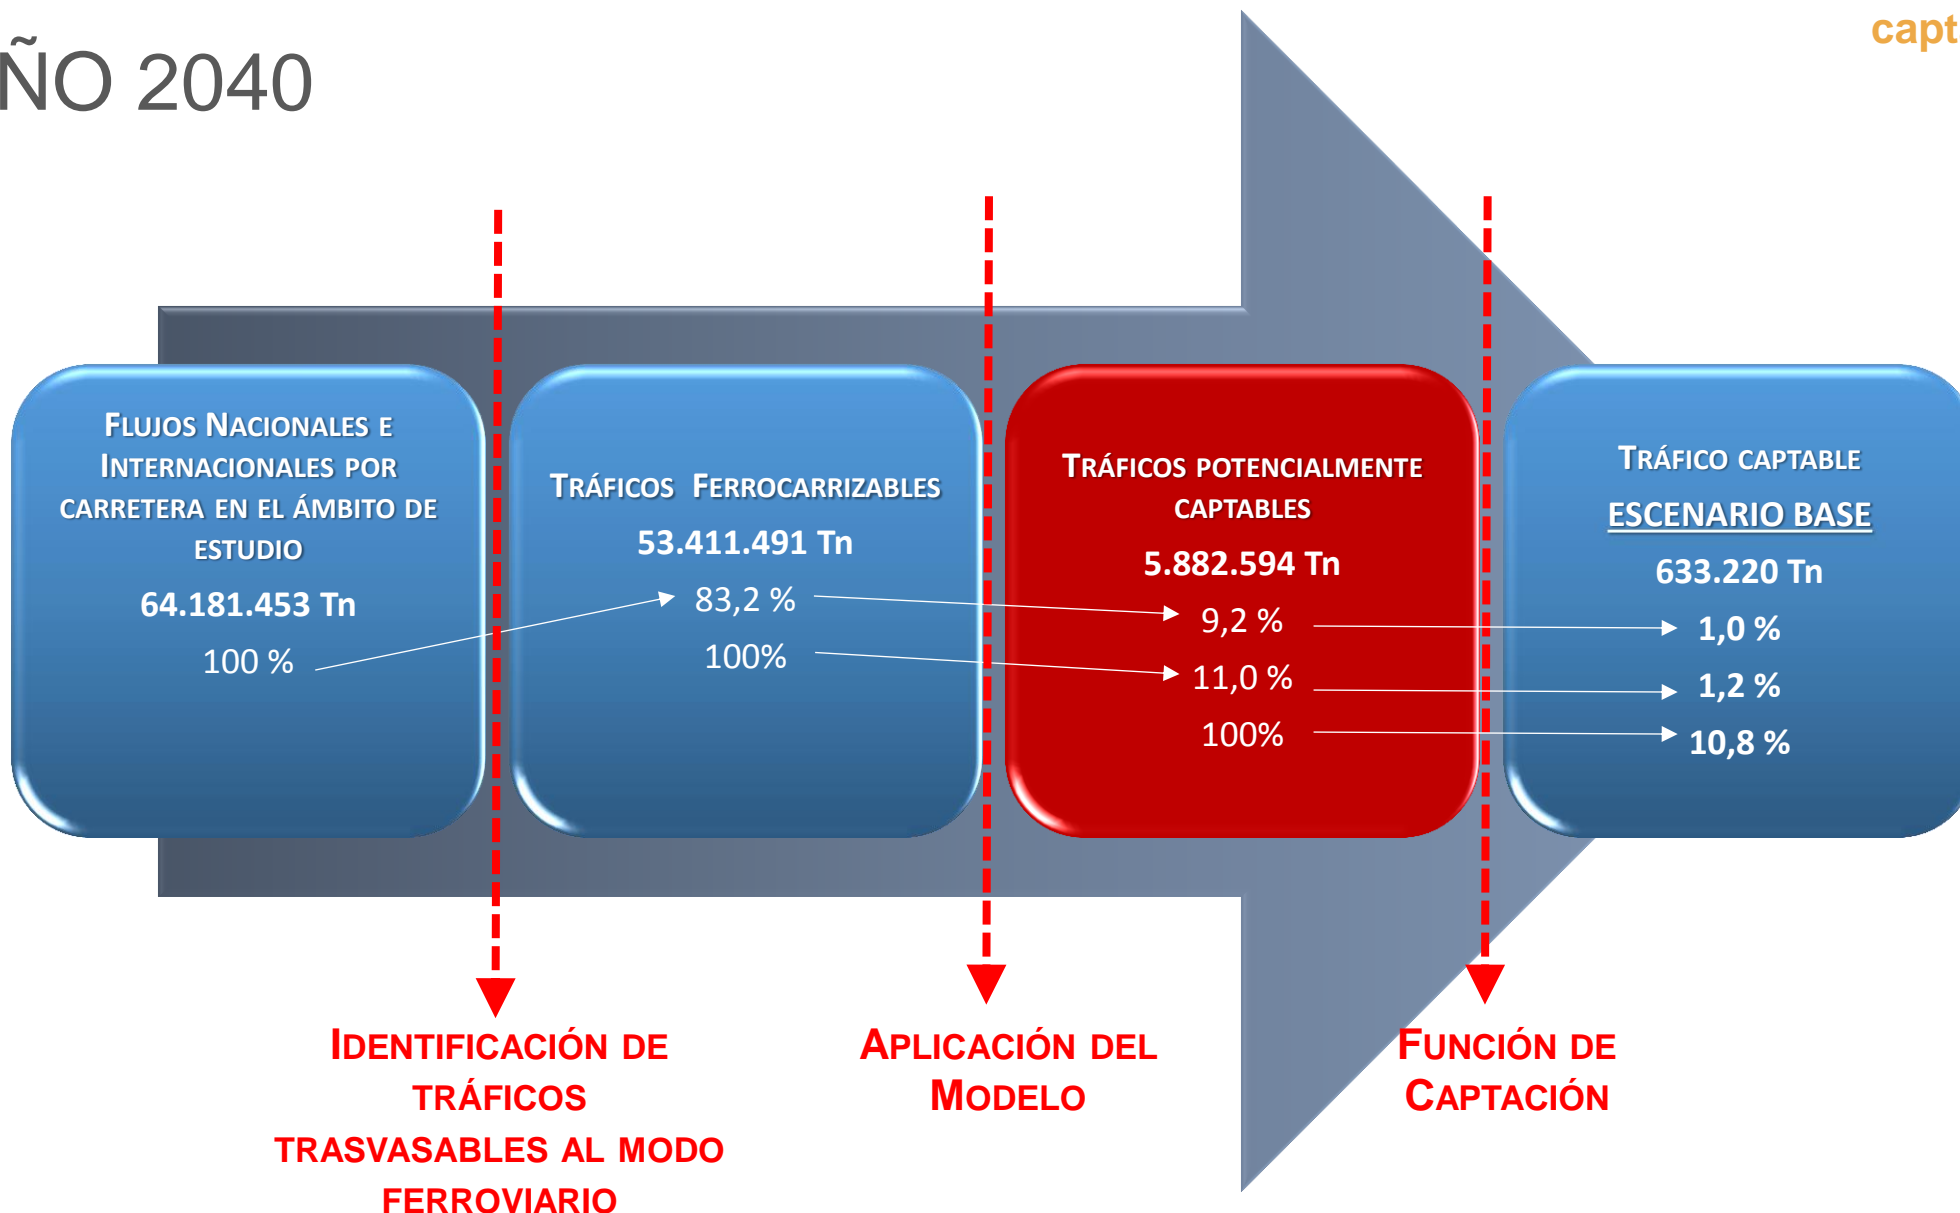 ÑO 2040
capt
FLUJOS NACIONALES E
INTERNACIONALES POR
CARRETERA EN EL ÁMBITO DE
ESTUDIO
64.181.453 Tn
100 %
TRÁFICOS FERROCARRIZABLES
53.411.491 Tn
83,2 %
100%
TRÁFICOS POTENCIALMENTE
CAPTABLES
5.882.594 Tn
9,2 %
11,0 %
100%
TRÁFICO CAPTABLE
ESCENARIO BASE
633.220 Tn
1,0 %
1,2 %
10,8 %
IDENTIFICACIÓN DE
TRÁFICOS
TRASVASABLES AL MODO
FERROVIARIO
APLICACIÓN DEL
MODELO
FUNCIÓN DE
CAPTACIÓN